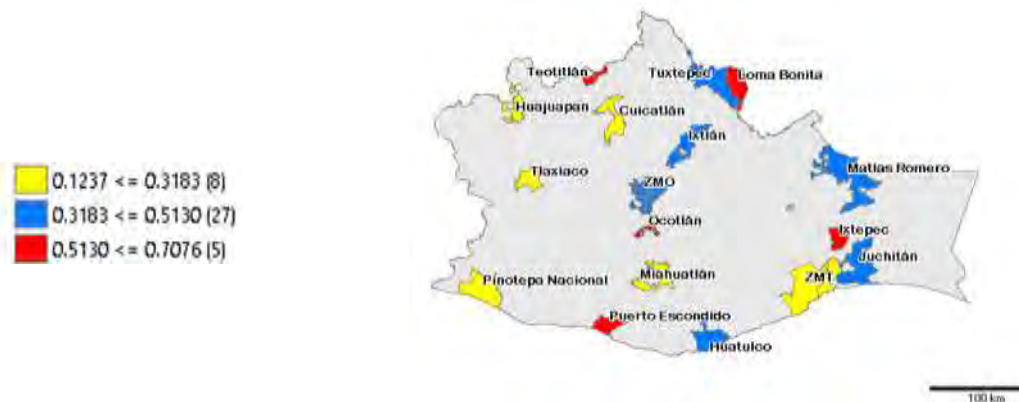 0.1237 <= 0.3183 (8)
0.3183 <= 0.5130 (27)
0.5130 <= 0.7076 (5)
Teotitlán
Tuxtepec
Loma Bonita
Huajuapan
Cuicatlán
Ixtlán
Tlaxiaco
Matías Romero
ZMO
Ocotlán
Ixtepec
Juchitán
Pinotepa Nacional
Miahuatlán
ZMT
Puerto Escondido
Huatulco
100 km